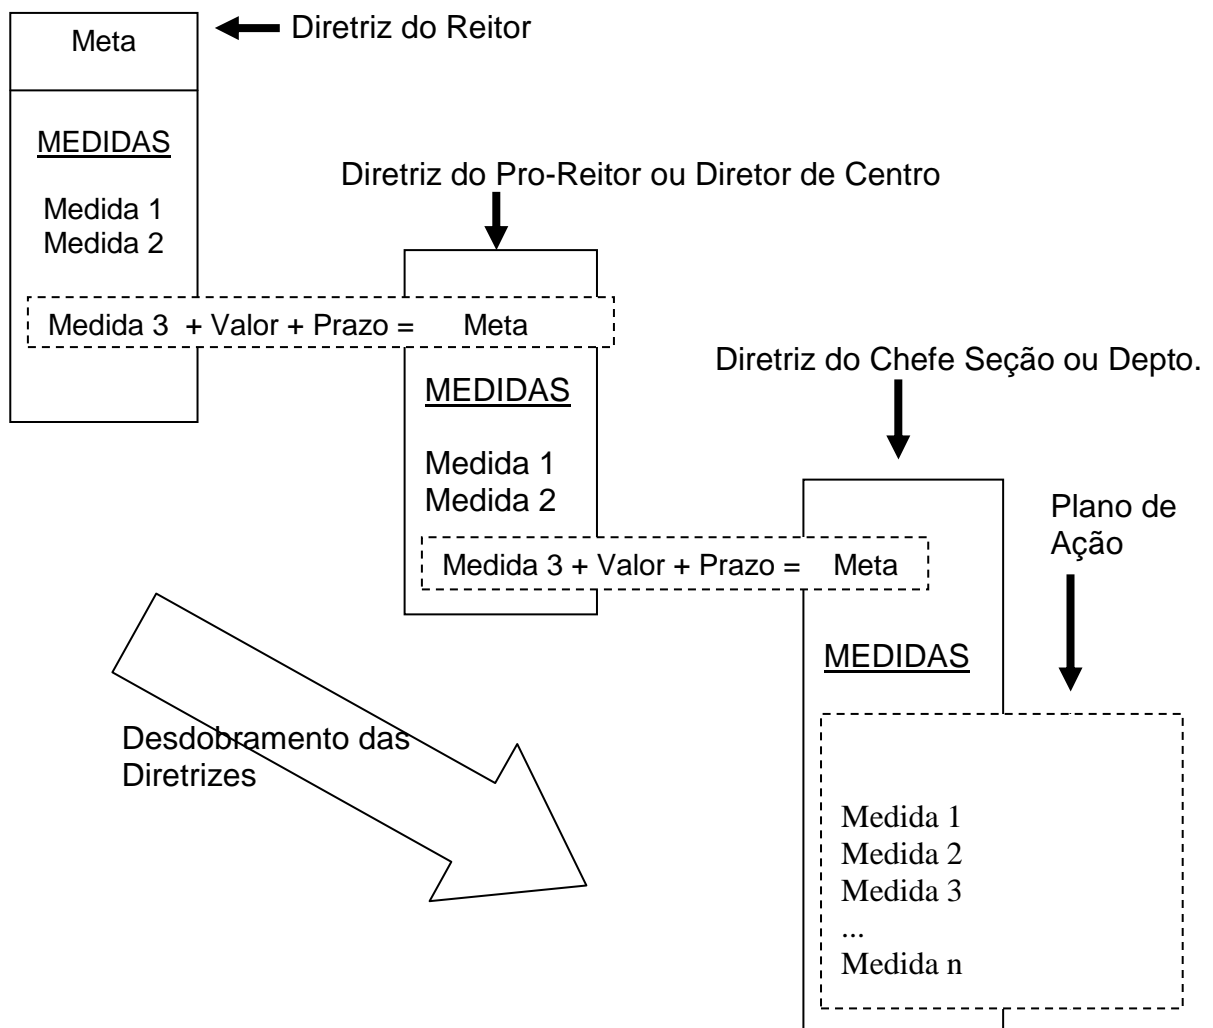 Meta
Diretriz do Reitor
MEDIDAS
Medida 1
Medida 2
Diretriz do Pro-Reitor ou Diretor de Centro
Medida 3 + Valor + Prazo = Meta
MEDIDAS
Medida 1
Medida 2
Diretriz do Chefe Seção ou Depto.
Medida 3 + Valor + Prazo = Meta
Plano de
Ação
MEDIDAS
Desdobramento das
Diretrizes
Medida 1
Medida 2
Medida 3
...
Medida n